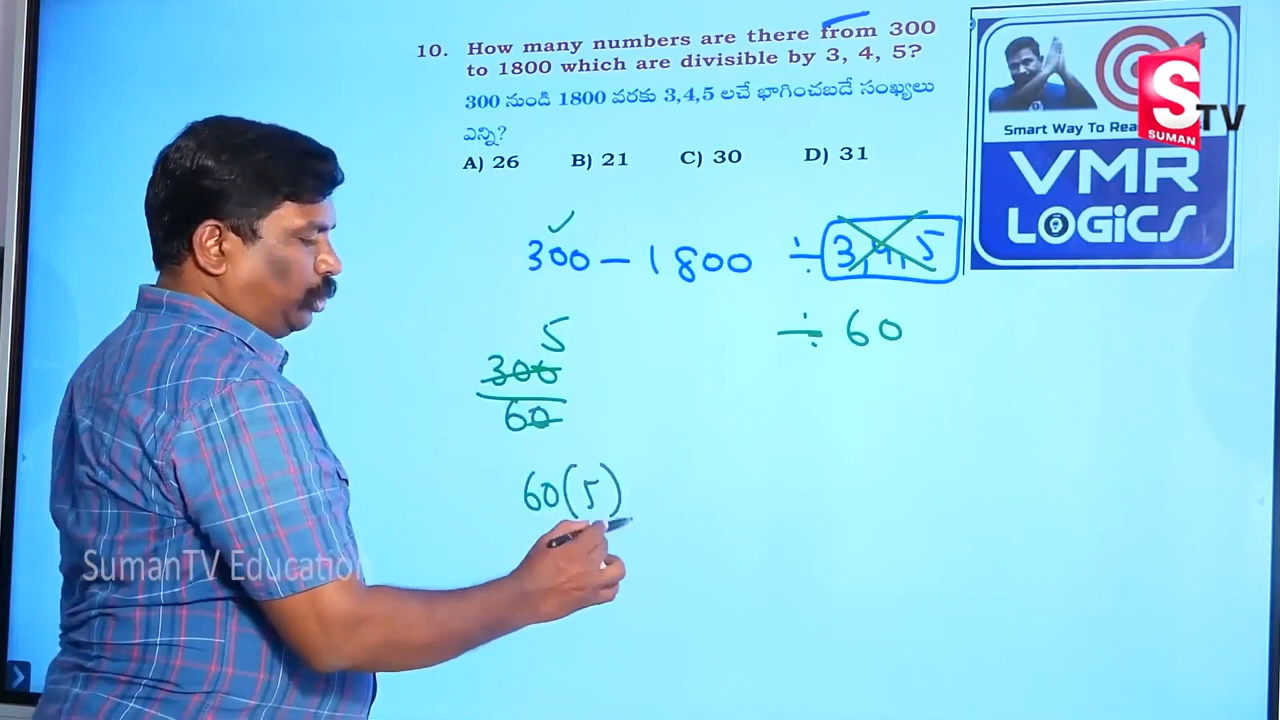 10. How many numbers are there from 300
to 1800 which are divisible by 3, 4, 5?
300 నుండి 1800 వరకు 3,4,5 లచే భాగించబడే సంఖ్యలు
ఎన్ని?
A) 26 B) 21 C) 30 D) 31
S TV
SUMAN
Smart Way To Rea
VMR
LOGiCS
300 – 1800 ÷ 3,4,5
÷ 60
5
300
60
60(5)
SumanTV Education